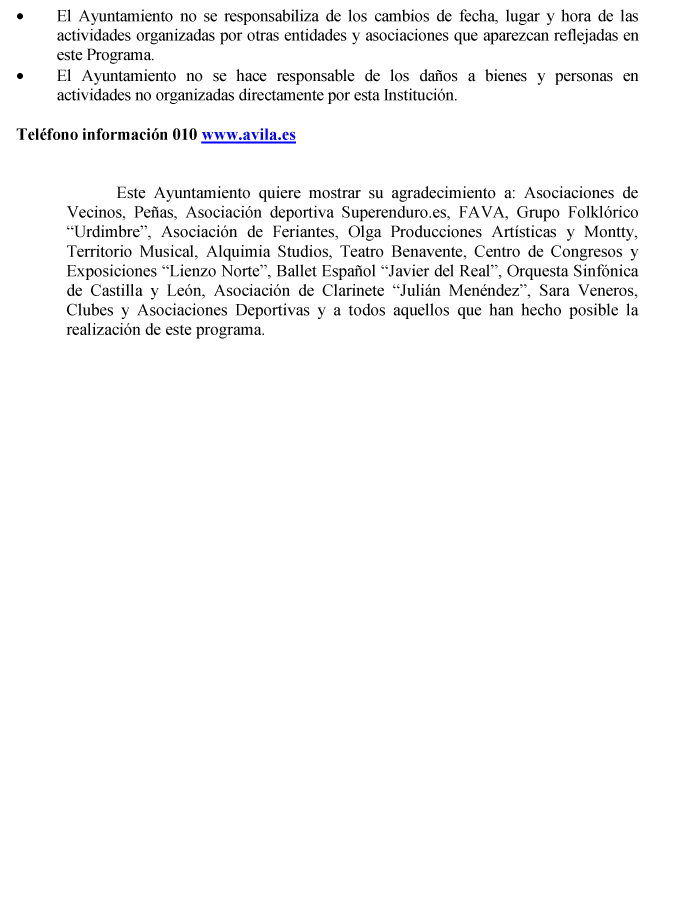 • El Ayuntamiento no se responsabiliza de los cambios de fecha, lugar y hora de las
actividades organizadas por otras entidades y asociaciones que aparezcan reflejadas en
este Programa.
• El Ayuntamiento no se hace responsable de los daños a bienes y personas en
actividades no organizadas directamente por esta Institución.
Teléfono información 010 www.avila.es
Este Ayuntamiento quiere mostrar su agradecimiento a: Asociaciones de
Vecinos, Peñas, Asociación deportiva Superenduro.es, FAVA, Grupo Folklórico
“Urdimbre”, Asociación de Feriantes, Olga Producciones Artísticas y Montty,
Territorio Musical, Alquimia Studios, Teatro Benavente, Centro de Congresos y
Exposiciones “Lienzo Norte”, Ballet Español “Javier del Real”, Orquesta Sinfónica
de Castilla y León, Asociación de Clarinete “Julián Menéndez”, Sara Veneros,
Clubes y Asociaciones Deportivas y a todos aquellos que han hecho posible la
realización de este programa.